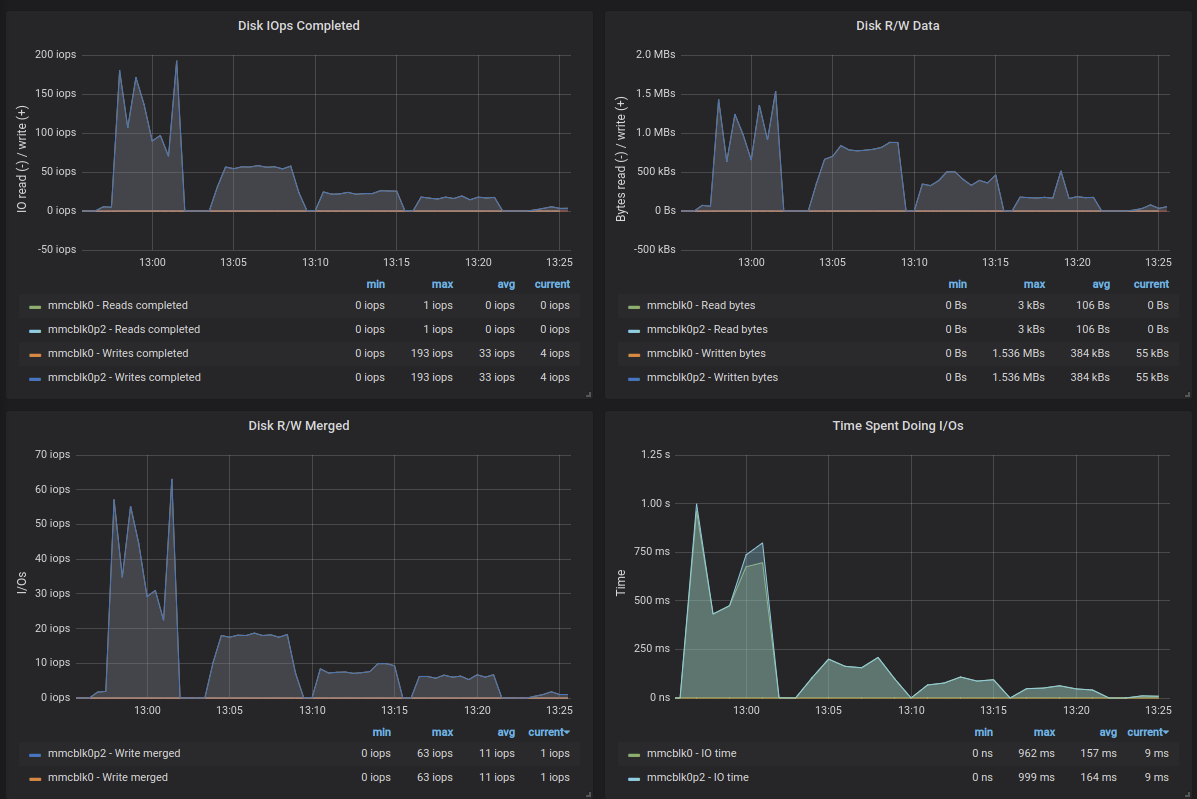 Disk IOps Completed
IO read (-) / write (+)
200 iops
150 iops
100 iops
50 iops
0 iops
-50 iops
13:00 13:05 13:10 13:15 13:20 13:25
min max avg current
mmcblk0 - Reads completed 0 iops 1 iops 0 iops 0 iops
mmcblk0p2 - Reads completed 0 iops 1 iops 0 iops 0 iops
mmcblk0 - Writes completed 0 iops 193 iops 33 iops 4 iops
mmcblk0p2 - Writes completed 0 iops 193 iops 33 iops 4 iops
Disk R/W Data
Bytes read (-) / write (+)
2.0 MBs
1.5 MBs
1.0 MBs
500 kBs
0 Bs
-500 kBs
13:00 13:05 13:10 13:15 13:20 13:25
min max avg current
mmcblk0 - Read bytes 0 Bs 3 kBs 106 Bs 0 Bs
mmcblk0p2 - Read bytes 0 Bs 3 kBs 106 Bs 0 Bs
mmcblk0 - Written bytes 0 Bs 1.536 MBs 384 kBs 55 kBs
mmcblk0p2 - Written bytes 0 Bs 1.536 MBs 384 kBs 55 kBs
Disk R/W Merged
I/Os
70 iops
60 iops
50 iops
40 iops
30 iops
20 iops
10 iops
0 iops
13:00 13:05 13:10 13:15 13:20 13:25
min max avg current
mmcblk0p2 - Write merged 0 iops 63 iops 11 iops 1 iops
mmcblk0 - Write merged 0 iops 63 iops 11 iops 1 iops
Time Spent Doing I/Os
Time
1.25 s
1.00 s
750 ms
500 ms
250 ms
0 ns
13:00 13:05 13:10 13:15 13:20 13:25
min max avg current
mmcblk0 - IO time 0 ns 962 ms 157 ms 9 ms
mmcblk0p2 - IO time 0 ns 999 ms 164 ms 9 ms